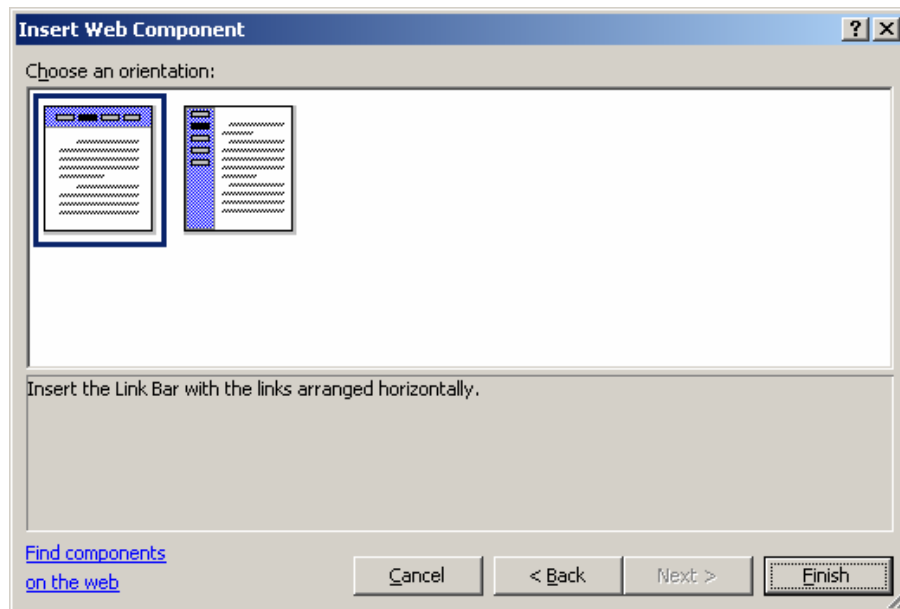 Insert Web Component
?
Choose an orientation:
Insert the Link Bar with the links arranged horizontally.
Find components
on the web
Cancel
< Back
Next >
Finish